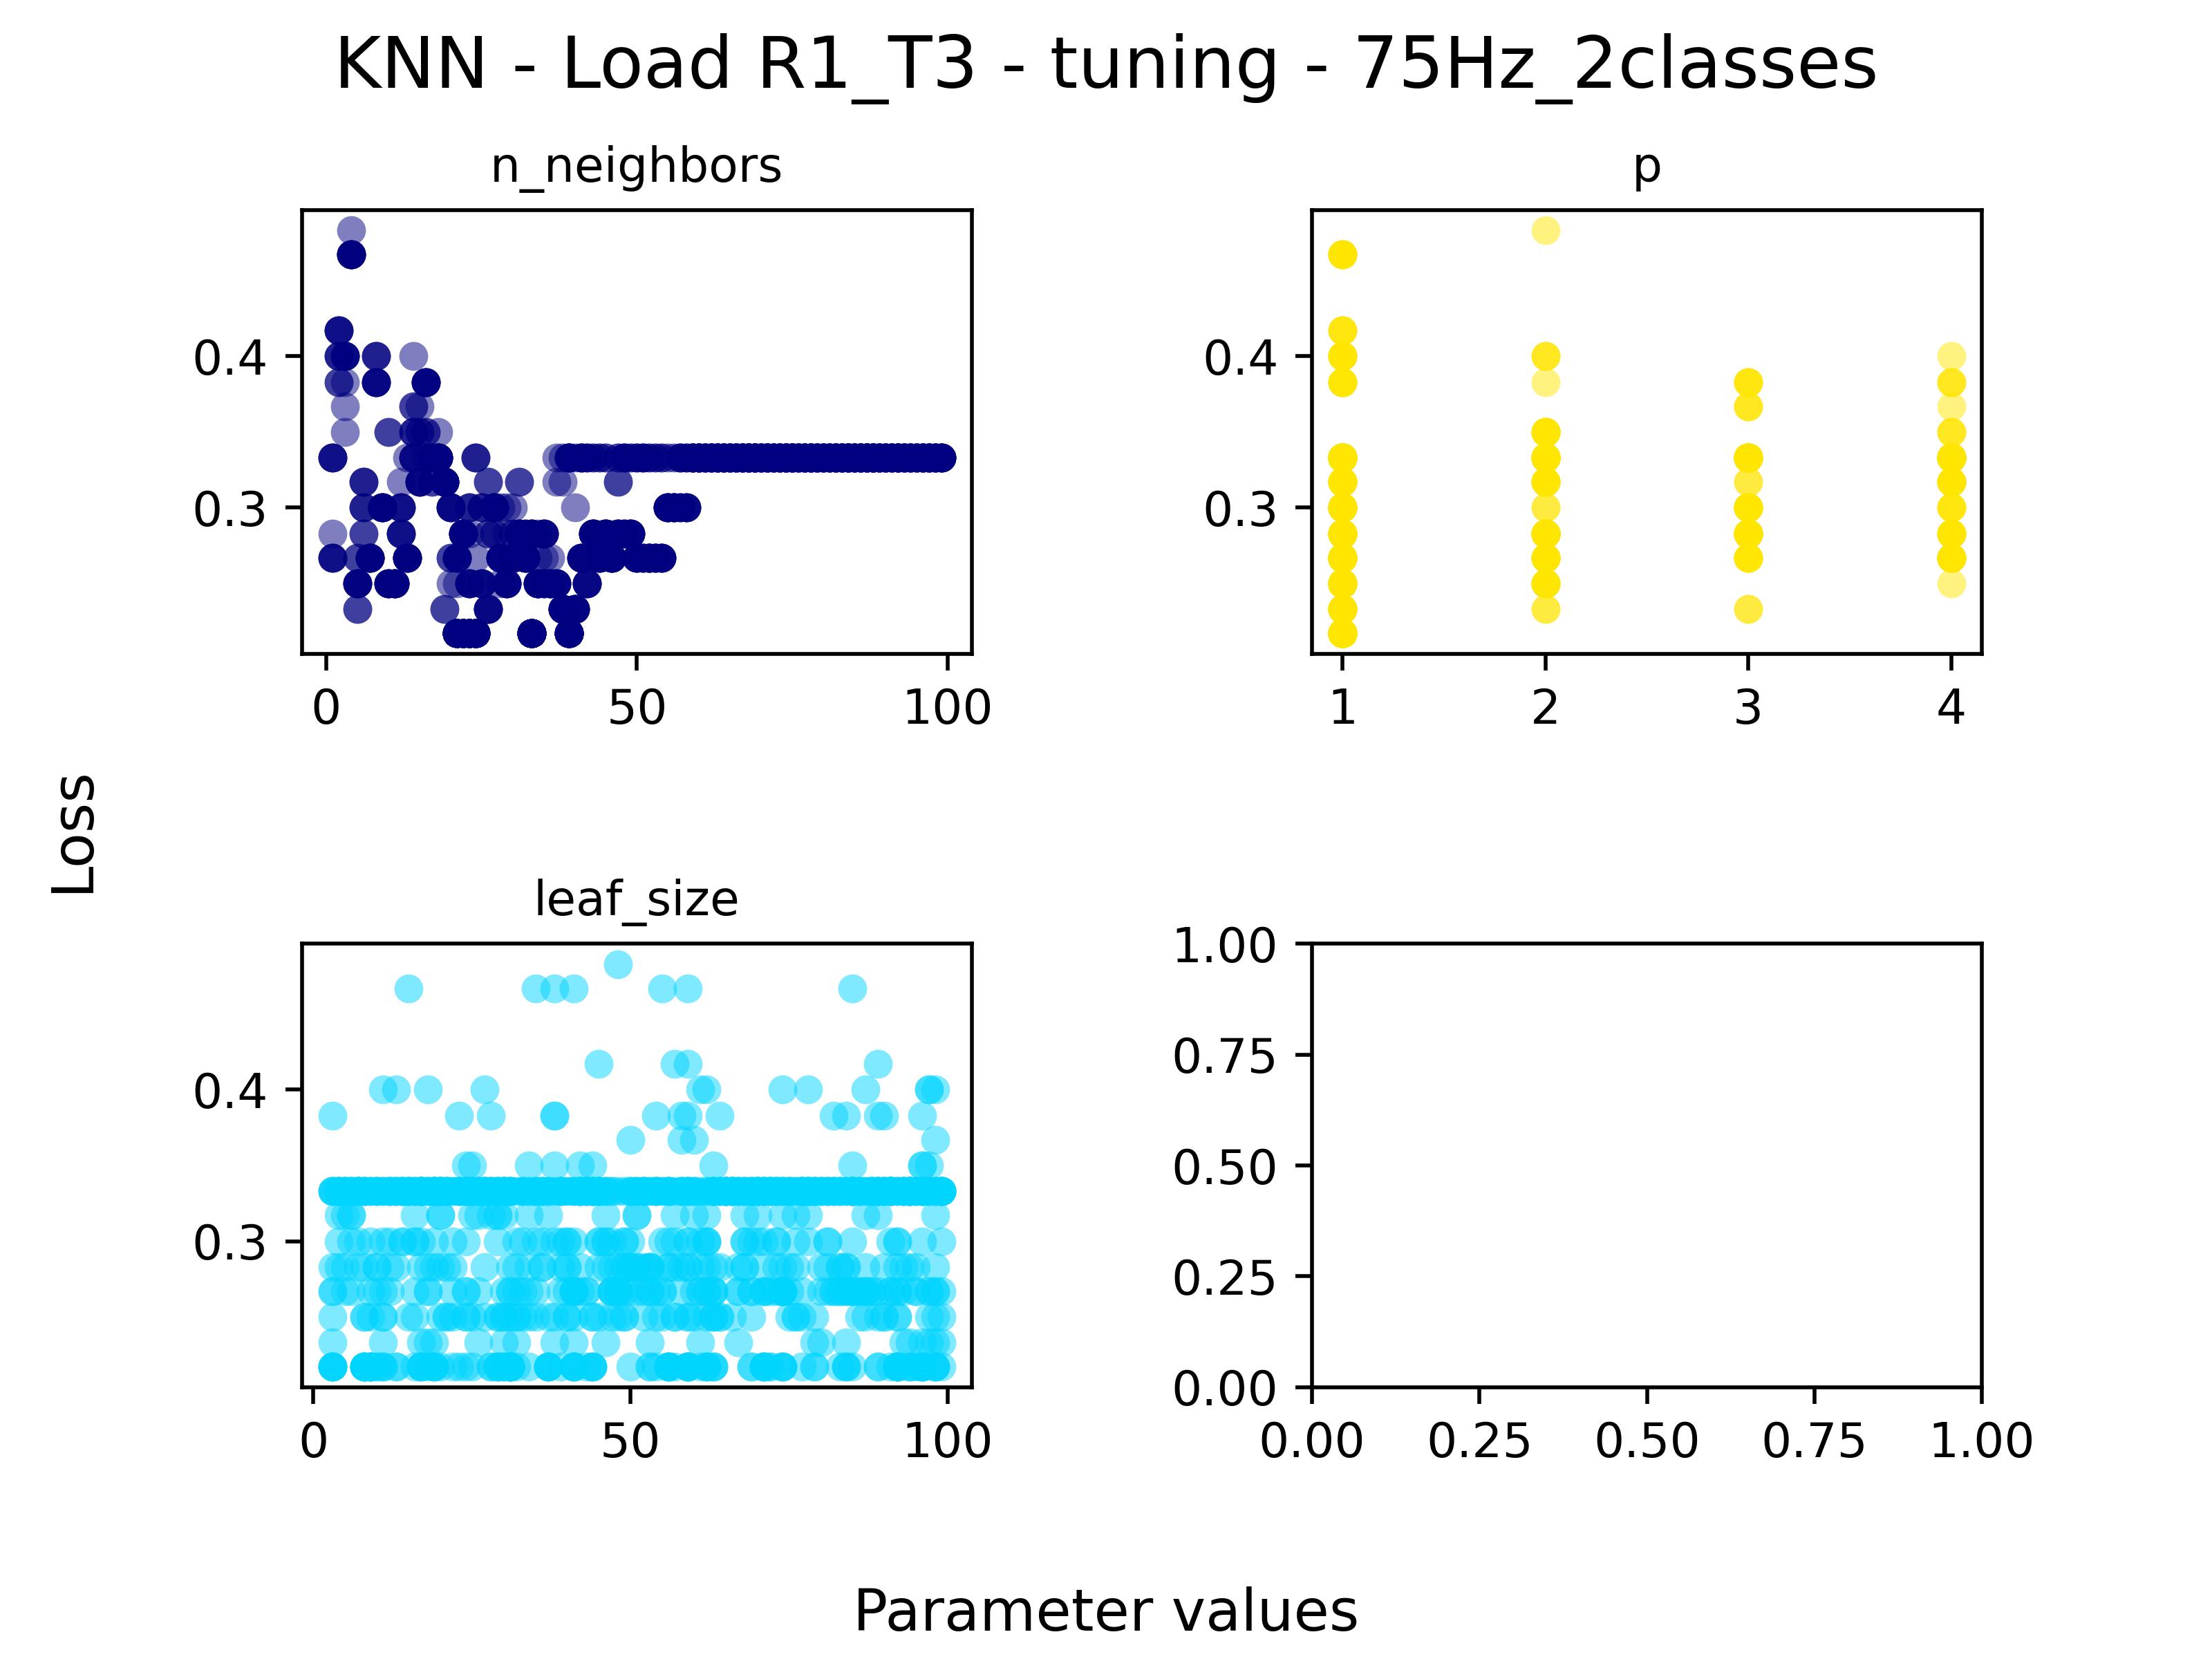 KNN - Load R1_T3 - tuning - 75Hz_2classes
n_neighbors
0.4
0.3
0 50 100
p
0.4
0.3
1 2 3 4
Loss
leaf_size
0.4
0.3
0 50 100
1.00
0.75
0.50
0.25
0.00
0.00 0.25 0.50 0.75 1.00
Parameter values